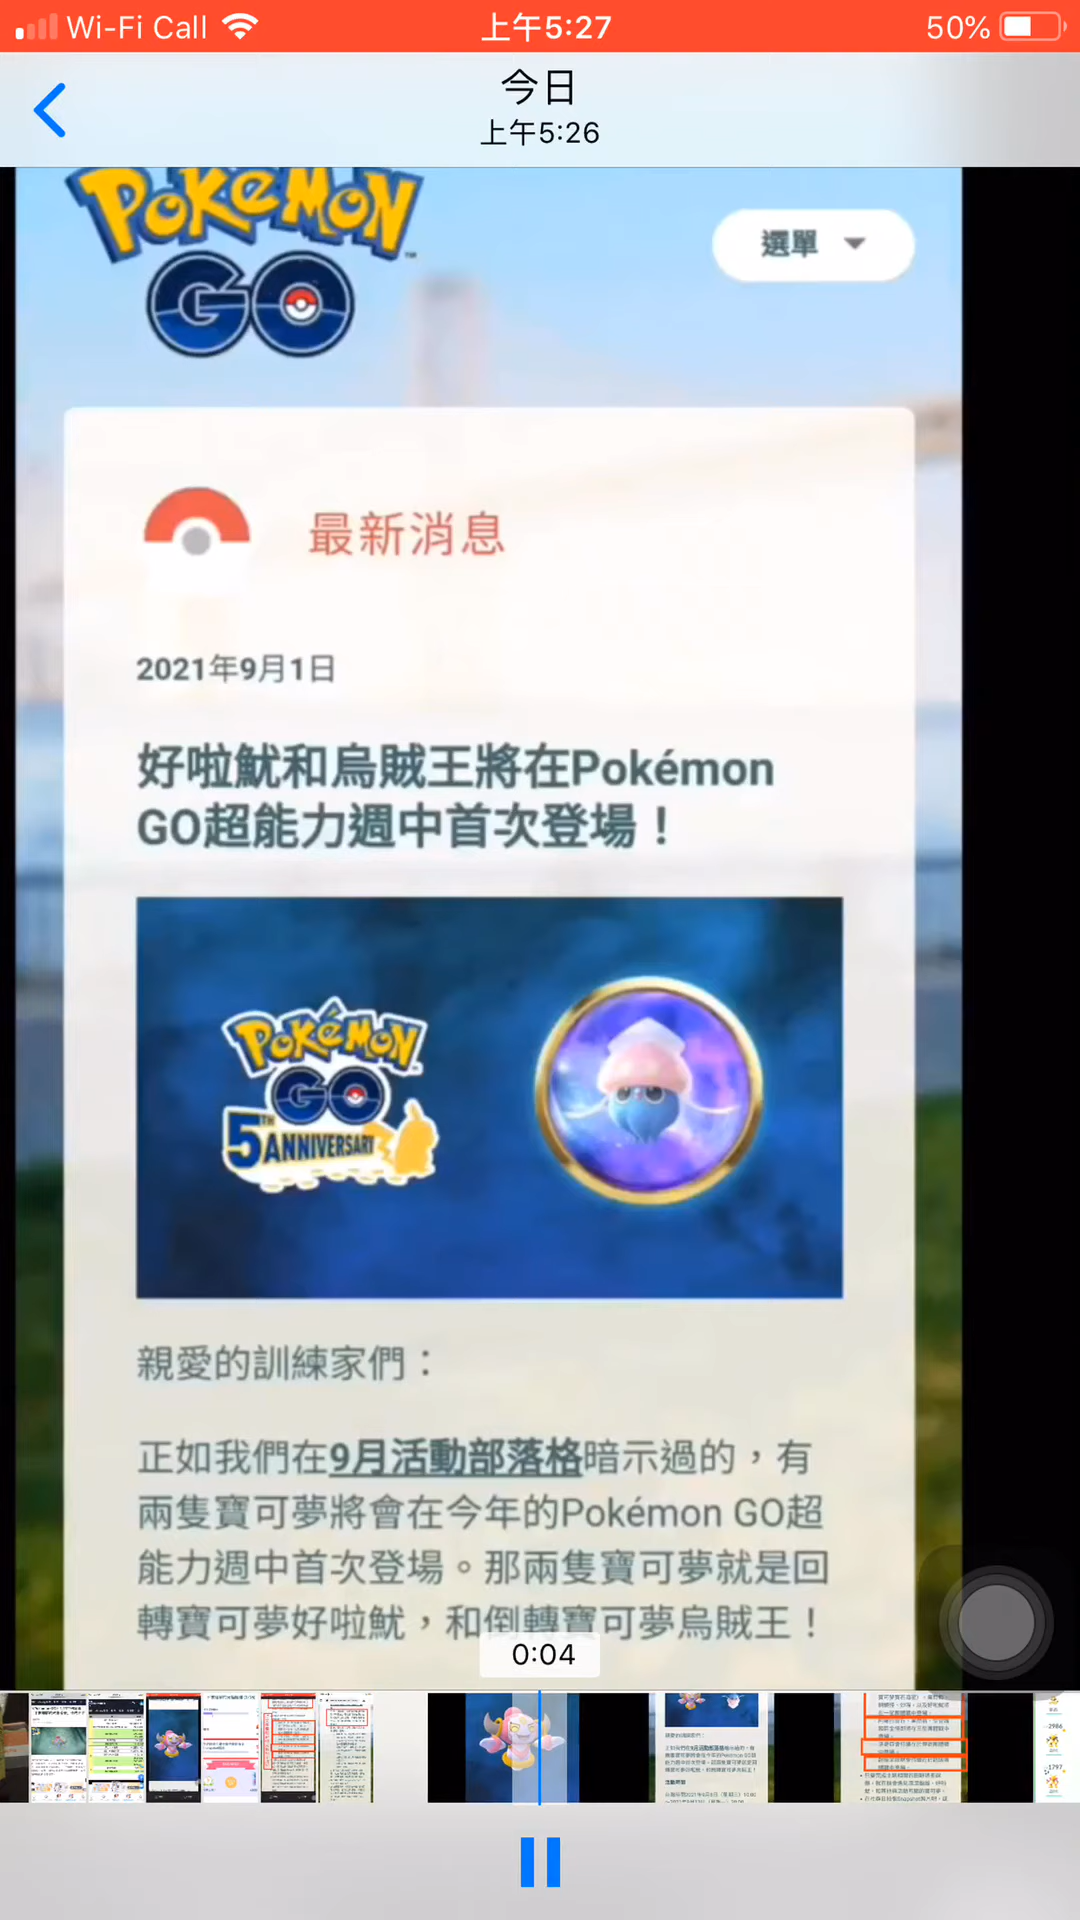 Wi-Fi Call 上午5:27 50%
今日
上午5:26
POKéMON
GO
選單
最新消息
2021年9月1日
好啦魷和烏賊王將在Pokémon
GO超能力週中首次登場！
POKéMON
GO
5TH
ANNIVERSARY
親愛的訓練家們：
正如我們在9月活動部落格暗示過的，有
兩隻寶可夢將會在今年的Pokémon GO超
能力週中首次登場。那兩隻寶可夢就是回
轉寶可夢好啦魷，和倒轉寶可夢烏賊王！
0:04